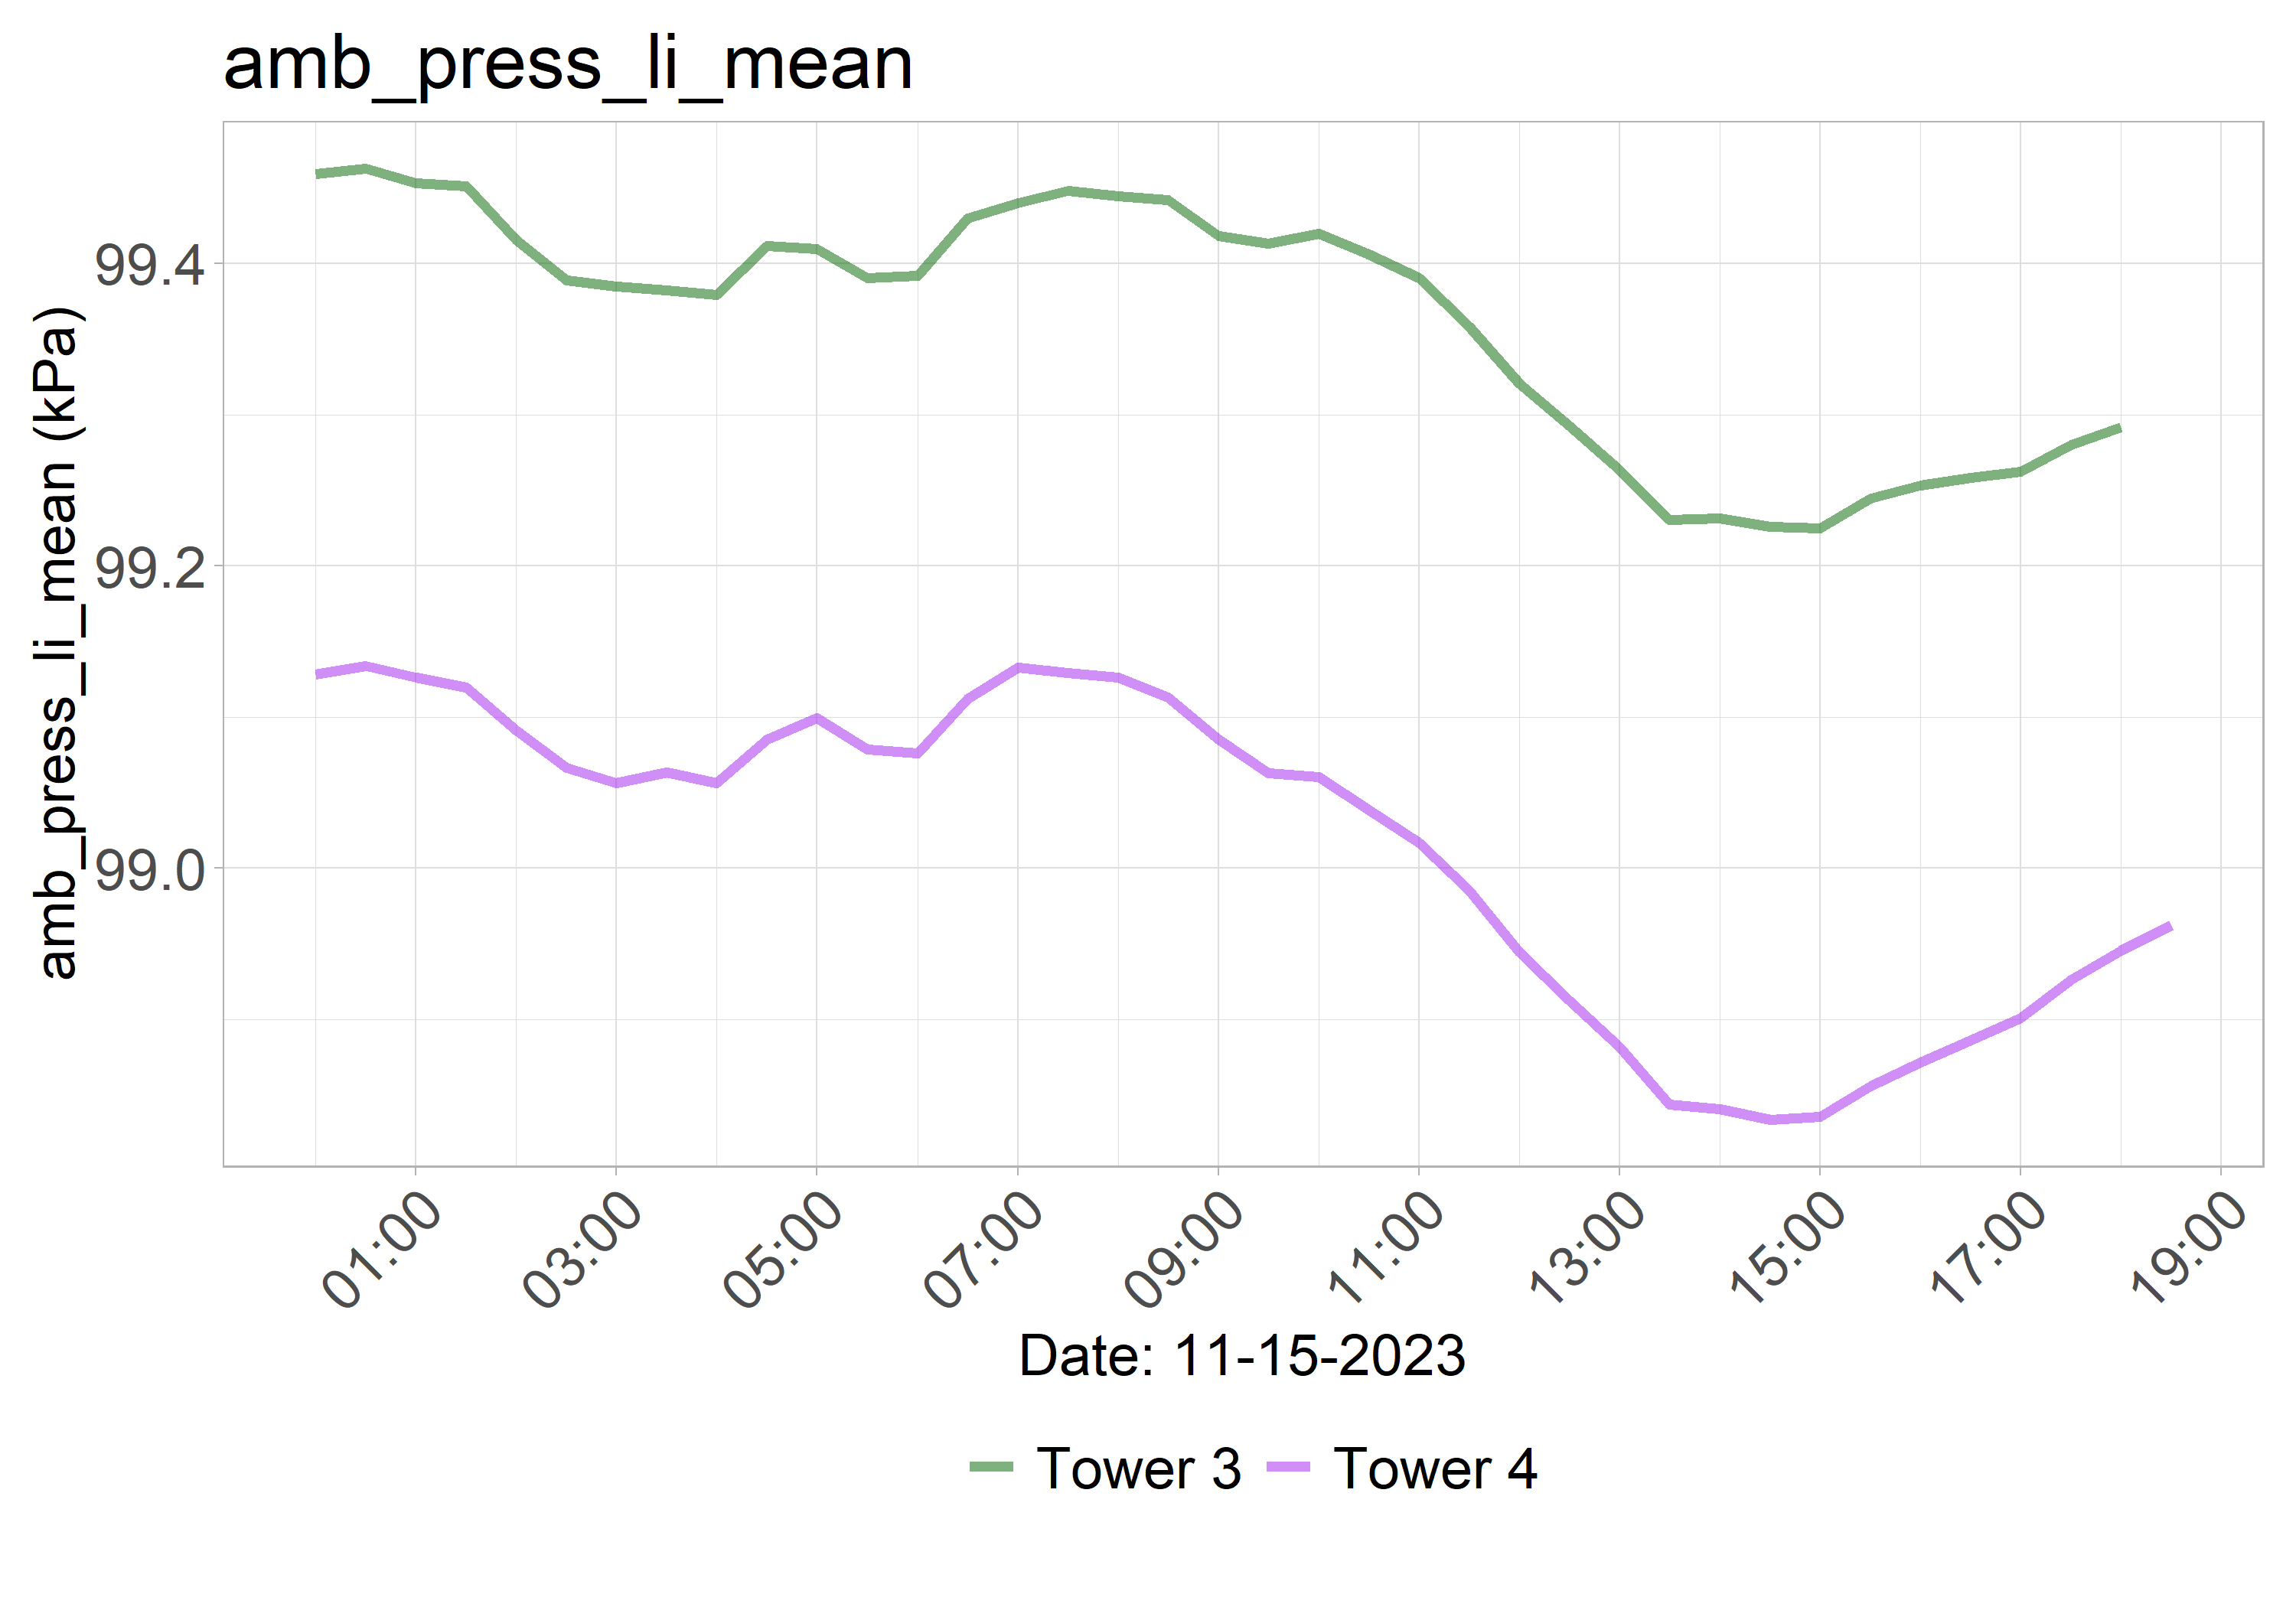 amb_press_li_mean
amb_press_li_mean (kPa)
99.4
99.2
99.0
01:00
03:00
05:00
07:00
09:00
11:00
13:00
15:00
17:00
19:00
Date: 11-15-2023
Tower 3
Tower 4